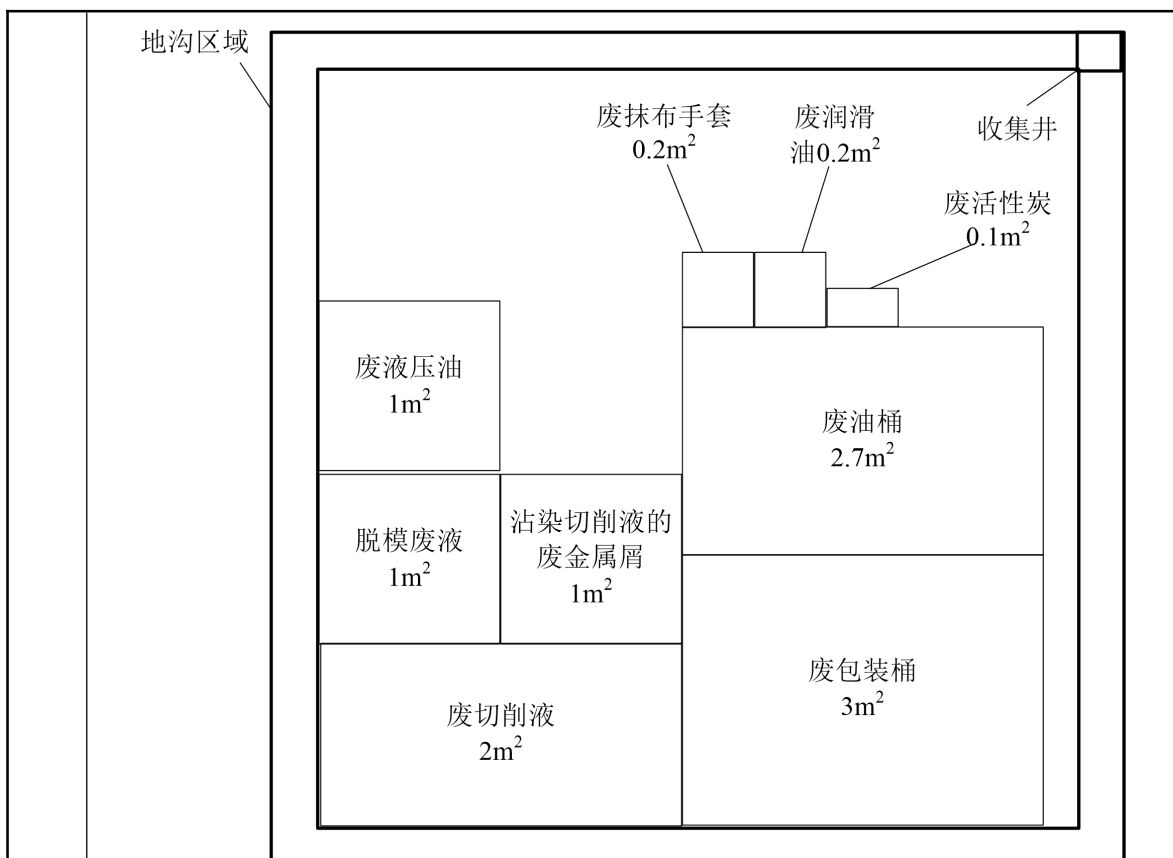 地沟区域
收集井
废抹布手套
0.2m²
废润滑
油0.2m²
废活性炭
0.1m²
废液压油
1m²
废油桶
2.7m²
脱模废液
1m²
沾染切削液的
废金属屑
1m²
废包装桶
3m²
废切削液
2m²